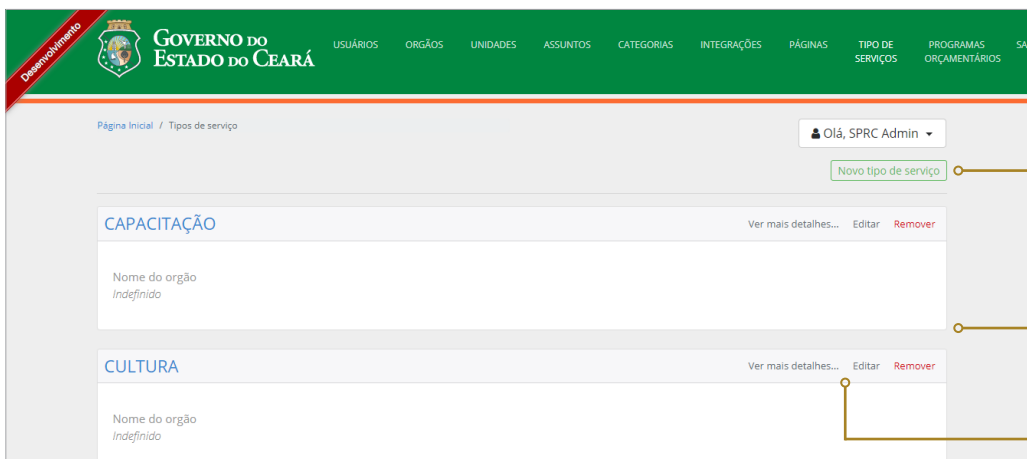 Desenvolvimento
GOVERNO DO
ESTADO DO CEARÁ
USUÁRIOS ORGÃOS UNIDADES ASSUNTOS CATEGORIAS INTEGRAÇÕES PÁGINAS TIPO DE SERVIÇOS PROGRAMAS ORÇAMENTÁRIOS SA
Página Inicial / Tipos de serviço
Olá, SPRC Admin
Novo tipo de serviço
CAPACITAÇÃO Ver mais detalhes... Editar Remover
Nome do orgão
Indefinido
CULTURA Ver mais detalhes... Editar Remover
Nome do orgão
Indefinido